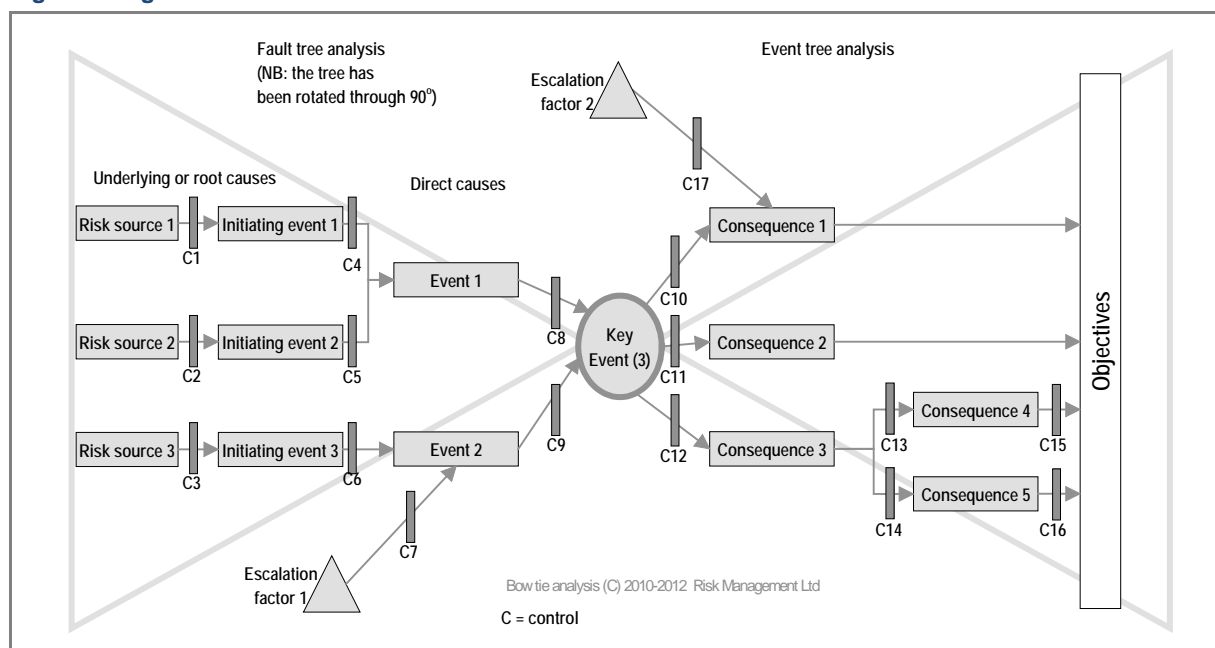 Fault tree analysis
(NB: the tree has
been rotated through 90°)
Event tree analysis
Escalation
factor 2
C17
Underlying or root causes
Direct causes
Risk source 1
C1
Initiating event 1
C4
Event 1
C8
Consequence 1
C10
Risk source 2
C2
Initiating event 2
C5
Key
Event (3)
C11
Consequence 2
Objectives
Risk source 3
C3
Initiating event 3
C6
Event 2
C9
C12
Consequence 3
C13
Consequence 4
C15
C14
Consequence 5
C16
C7
Escalation
factor 1
Bow tie analysis (C) 2010-2012 Risk Management Ltd
C = control